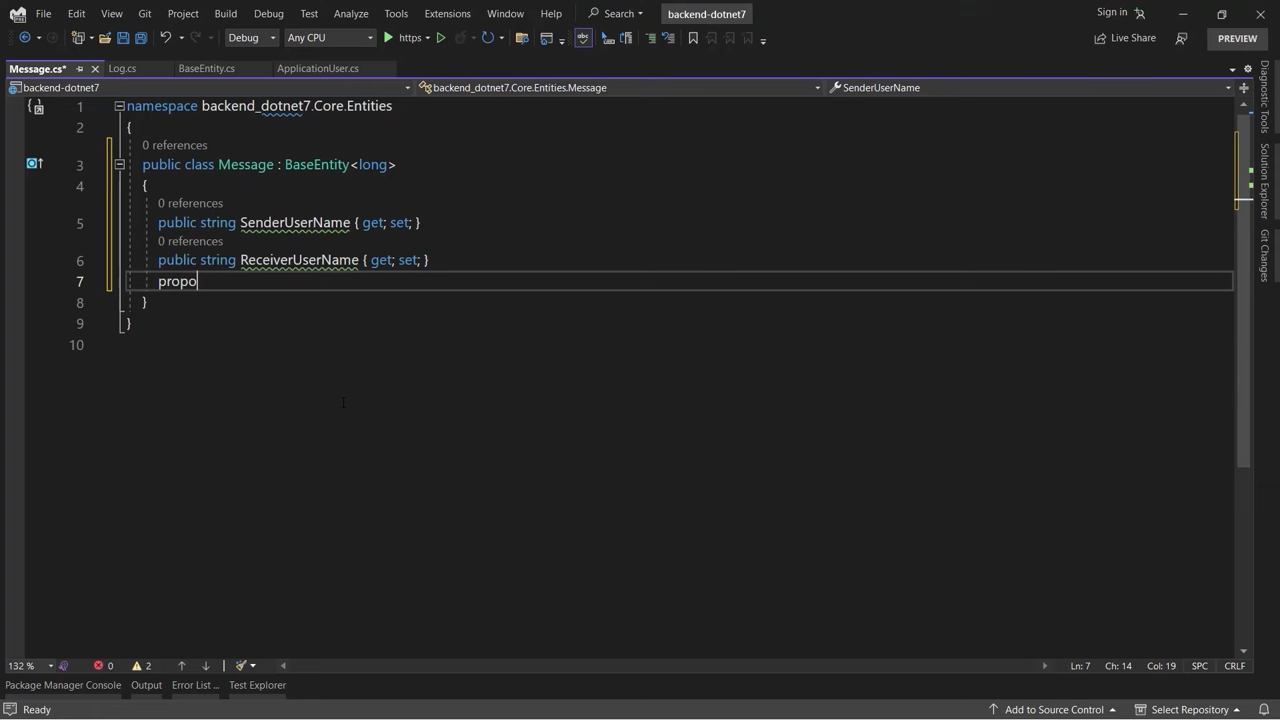 File Edit View Git Project Build Debug Test Analyze Tools Extensions Window Help Search backend-dotnet7 Sign in
Debug Any CPU https Live Share PREVIEW
Message.cs* Log.cs BaseEntity.cs ApplicationUser.cs
backend-dotnet7 backend_dotnet7.Core.Entities.Message SenderUserName
1 namespace backend_dotnet7.Core.Entities
2 {
0 references
3 public class Message : BaseEntity<long>
4 {
0 references
5 public string SenderUserName { get; set; }
0 references
6 public string ReceiverUserName { get; set; }
7 propo
8 }
9 }
10
Diagnostic Tools
Solution Explorer
Git Changes
132 % 0 2 Ln: 7 Ch: 14 Col: 19 SPC CRLF
Package Manager Console Output Error List ... Test Explorer
Ready Add to Source Control Select Repository